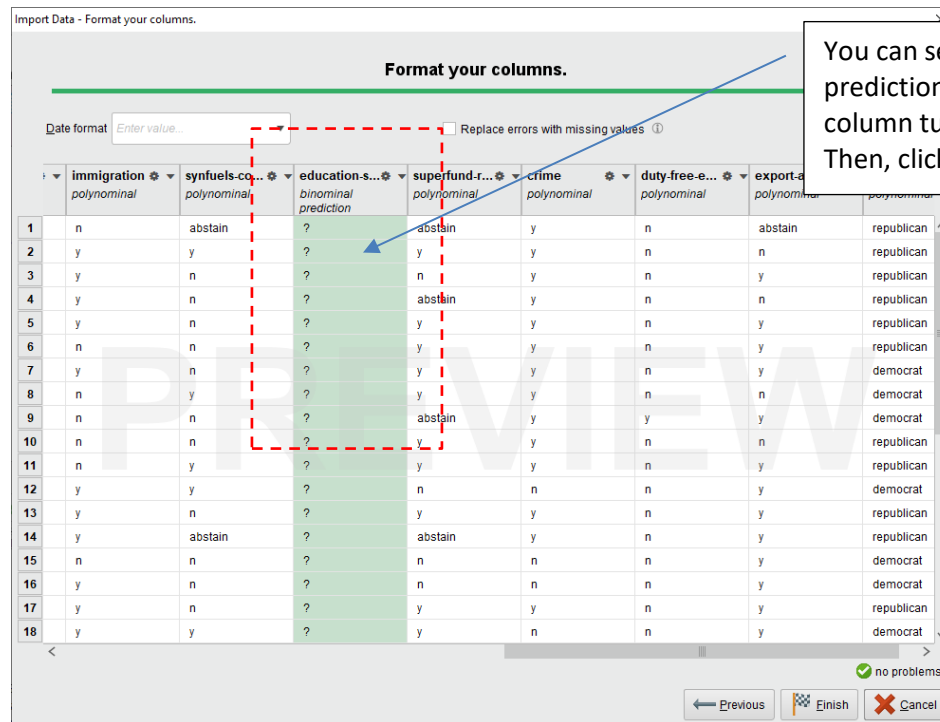 Import Data - Format your columns.
Format your columns.
You can se
prediction
column tu
Then, click
Date format Enter value... Replace errors with missing values
immigration synfuels-co... education-s... superfund-r... crime duty-free-e... export-a
polynominal polynominal binominal polynominal polynominal polynominal polynominal polynominal
prediction
1 n abstain ? abstain y n abstain republican
2 y y ? y y n n republican
3 y n ? n y n y republican
4 y n ? abstain y n n republican
5 y n ? y y n y republican
6 n n ? y y n y republican
7 y n ? y y n y democrat
8 n y ? y y n n democrat
9 n n ? abstain y y y democrat
10 n n ? y y n n republican
11 n y ? y y n y republican
12 y y ? n n n y democrat
13 y n ? y y n y republican
14 y abstain ? abstain y n y republican
15 n n ? n n n y democrat
16 y n ? n n n y democrat
17 y n ? y y n y republican
18 y y ? y n n y democrat
PREVIEW
no problems
Previous Finish Cancel